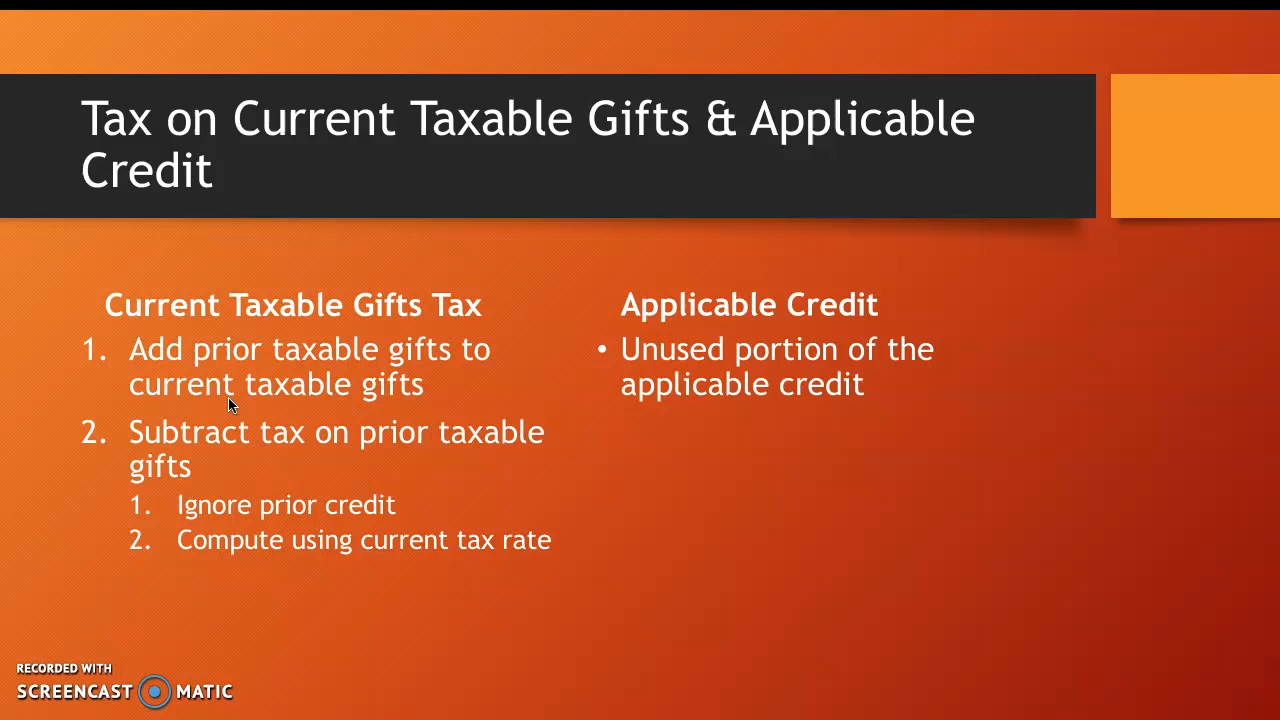 Tax on Current Taxable Gifts & Applicable
Credit
Current Taxable Gifts Tax
1. Add prior taxable gifts to
current taxable gifts
2. Subtract tax on prior taxable
gifts
1. Ignore prior credit
2. Compute using current tax rate
Applicable Credit
• Unused portion of the
applicable credit
RECORDED WITH
SCREENCAST MATIC